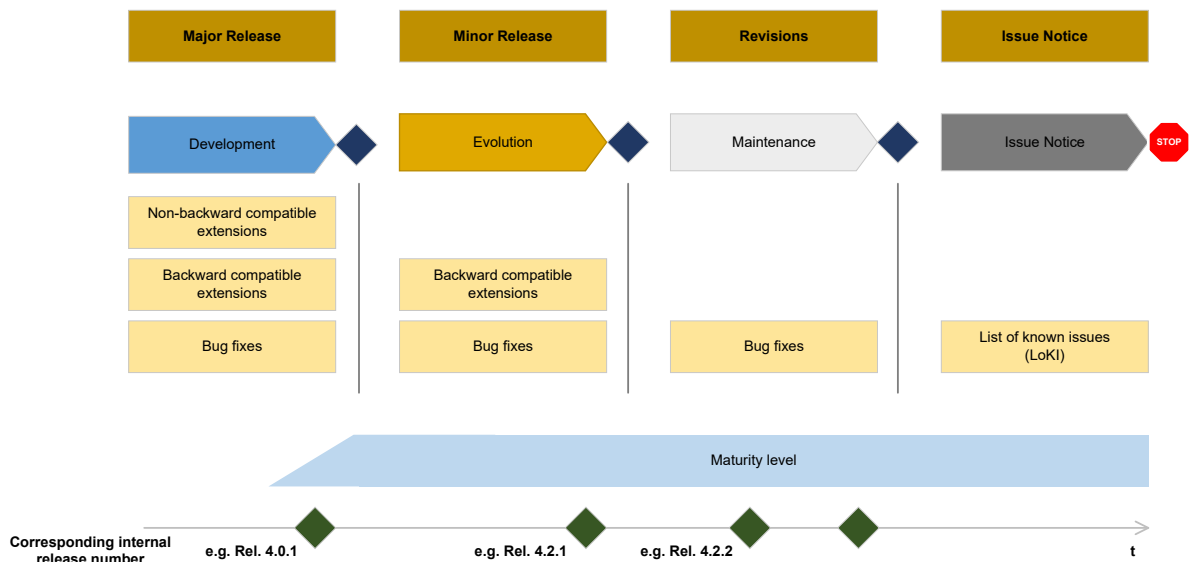 Major Release
Minor Release
Revisions
Issue Notice
Development
Evolution
Maintenance
Issue Notice
STOP
Non-backward compatible
extensions
Backward compatible
extensions
Backward compatible
extensions
Bug fixes
Bug fixes
Bug fixes
List of known issues
(LoKI)
Maturity level
Corresponding internal
release number
e.g. Rel. 4.0.1
e.g. Rel. 4.2.1
e.g. Rel. 4.2.2
t